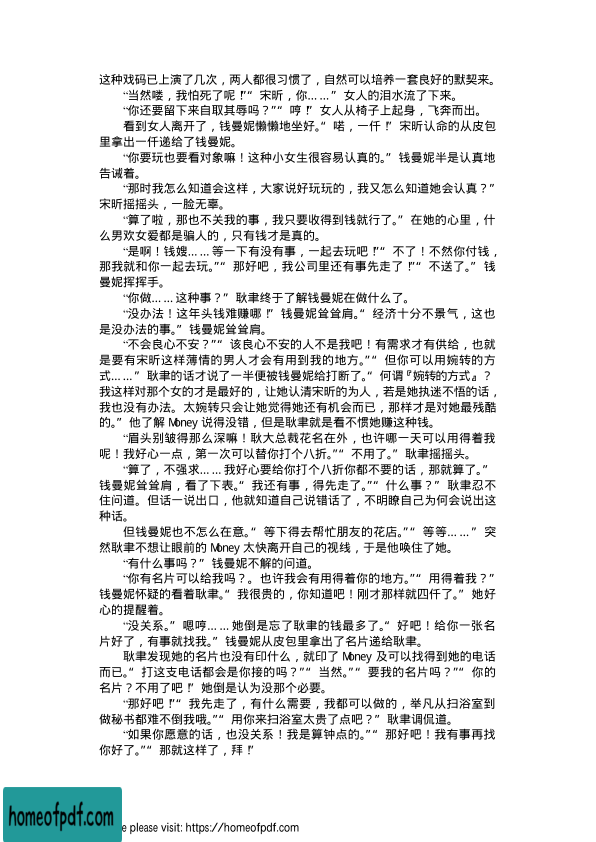 这种戏码已上演了几次，两人都很习惯了，自然可以培养一套良好的默契来。
“当然喽，我怕死了呢！”“宋昕，你……”女人的泪水流了下来。
“你还要留下来自取其辱吗？”“哼！”女人从椅子上起身，飞奔而出。
看到女人离开了，钱曼妮懒懒地坐好。“喏，一仟！”宋昕认命的从皮包
里拿出一仟递给了钱曼妮。
“你要玩也要看对象嘛！这种小女生很容易认真的。”钱曼妮半是认真地
告诫着。
“那时我怎么知道会这样，大家说好玩玩的，我又怎么知道她会认真？”
宋昕摇摇头，一脸无辜。
“算了啦，那也不关我的事，我只要收得到钱就行了。”在她的心里，什
么男欢女爱都是骗人的，只有钱才是真的。
“是啊！钱嫂……等一下有没有事，一起去玩吧！”“不了！不然你付钱，
那我就和你一起去玩。”“那好吧，我公司里还有事先走了！”“不送了。”钱
曼妮挥挥手。
“你做……这种事？”耿聿终于了解钱曼妮在做什么了。
“没办法！这年头钱难赚哪！”钱曼妮耸耸肩。“经济十分不景气，这也
是没办法的事。”钱曼妮耸耸肩。
“不会良心不安？”“该良心不安的人不是我吧！有需求才有供给，也就
是要有宋昕这样薄情的男人才会有用到我的地方。”“但你可以用婉转的方
式……”耿聿的话才说了一半便被钱曼妮给打断了。“何谓『婉转的方式』？
我这样对那个女的才是最好的，让她认清宋昕的为人，若是她执迷不悟的话，
我也没有办法。太婉转只会让她觉得她还有机会而已，那样才是对她最残酷
的。”他了解 Money 说得没错，但是耿聿就是看不惯她赚这种钱。
“眉头别皱得那么深嘛！耿大总裁花名在外，也许哪一天可以用得着我
呢！我好心一点，第一次可以替你打个八折。”“不用了。”耿聿摇摇头。
“算了，不强求……我好心要给你打个八折你都不要的话，那就算了。”
钱曼妮耸耸肩，看了下表。“我还有事，得先走了。”“什么事？”耿聿忍不
住问道。但话一说出口，他就知道自己说错话了，不明瞭自己为何会说出这
种话。
但钱曼妮也不怎么在意。“等下得去帮忙朋友的花店。”“等等……”突
然耿聿不想让眼前的 Money 太快离开自己的视线，于是他唤住了她。
“有什么事吗？”钱曼妮不解的问道。
“你有名片可以给我吗？。也许我会有用得着你的地方。”“用得着我？”
钱曼妮怀疑的看着耿聿。“我很贵的，你知道吧！刚才那样就四仟了。”她好
心的提醒着。
“没关系。”嗯哼……她倒是忘了耿聿的钱最多了。“好吧！给你一张名
片好了，有事就找我。”钱曼妮从皮包里拿出了名片递给耿聿。
耿聿发现她的名片也没有印什么，就印了 Money 及可以找得到她的电话
而已。“打这支电话都会是你接的吗？”“当然。”“要我的名片吗？”“你的
名片？不用了吧！”她倒是认为没那个必要。
“那好吧！”“我先走了，有什么需要，我都可以做的，举凡从扫浴室到
做秘书都难不倒我哦。”“用你来扫浴室太贵了点吧？”耿聿调侃道。
“如果你愿意的话，也没关系！我是算钟点的。”“那好吧！我有事再找
你好了。”“那就这样了，拜！”
homeofpdf.com
e please visit: https://homeofpdf.com